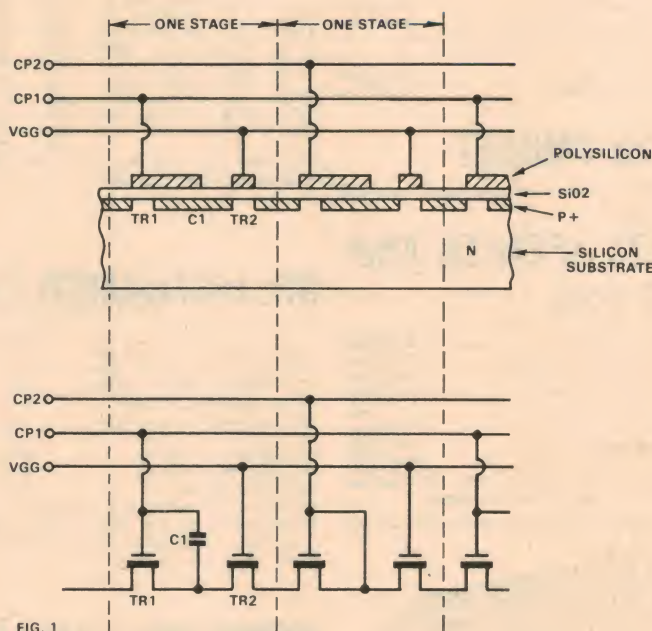 ONE STAGE ONE STAGE
CP2
CP1
VGG
POLYSILICON
SiO2
P+
TR1 C1 TR2
N
SILICON
SUBSTRATE
CP2
CP1
VGG
C1
TR1 TR2
FIG. 1